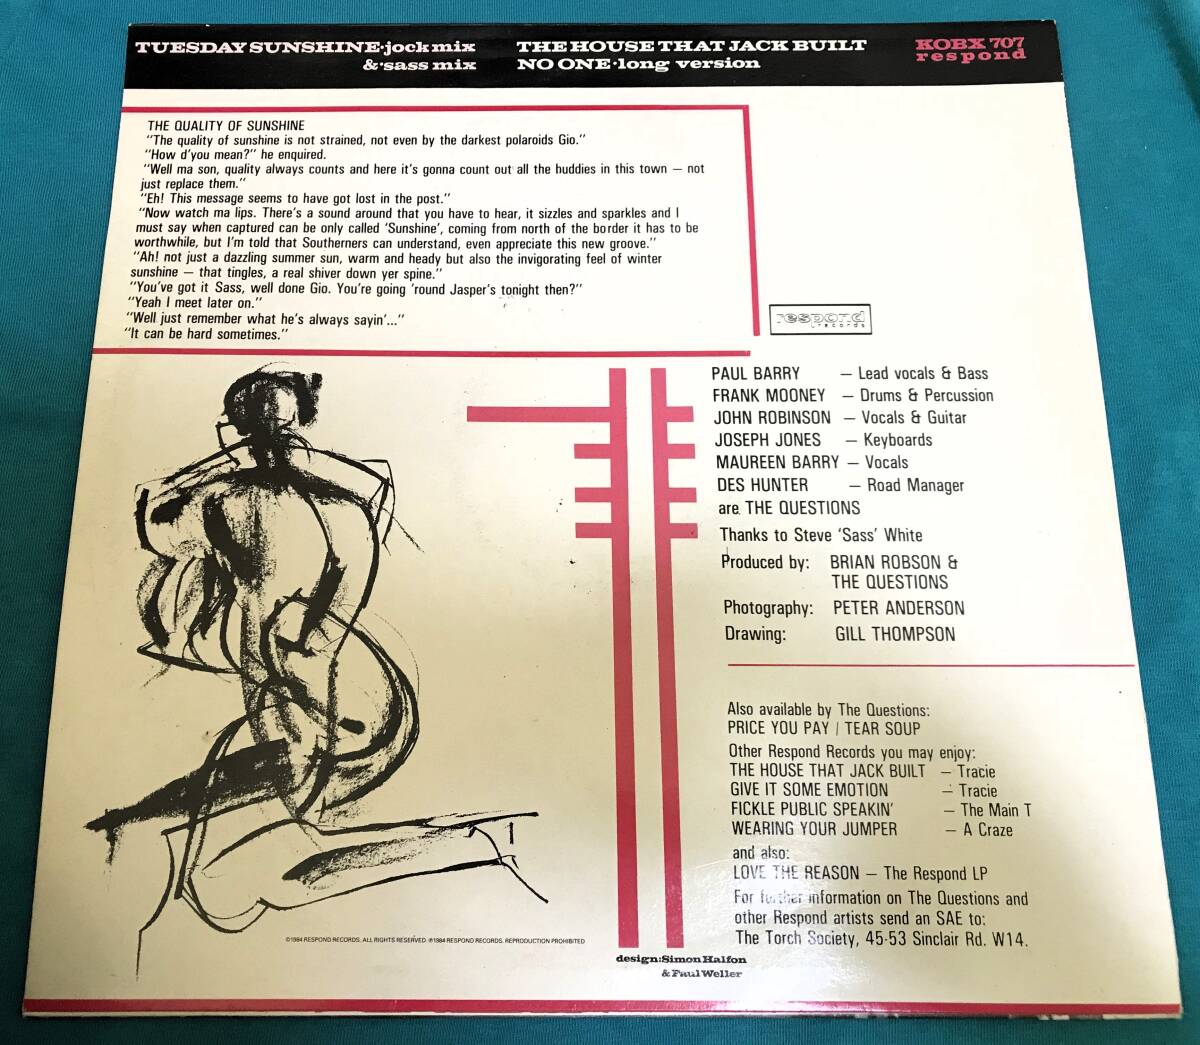 TUESDAY SUNSHINE·jock mix
&·sass mix
THE HOUSE THAT JACK BUILT
NO ONE·long version
KOBX 707
respond
THE QUALITY OF SUNSHINE
"The quality of sunshine is not strained, not even by the darkest polaroids Gio."
"How d'you mean?" he enquired.
"Well ma son, quality always counts and here it's gonna count out all the buddies in this town — not
just replace them."
"Eh! This message seems to have got lost in the post."
"Now watch ma lips. There's a sound around that you have to hear, it sizzles and sparkles and I
must say when captured can be only called 'Sunshine', coming from north of the border it has to be
worthwhile, but I'm told that Southerners can understand, even appreciate this new groove."
"Ah! not just a dazzling summer sun, warm and heady but also the invigorating feel of winter
sunshine — that tingles, a real shiver down yer spine."
"You've got it Sass, well done Gio. You're going 'round Jasper's tonight then?"
"Yeah I meet later on."
"Well just remember what he's always sayin'..."
"It can be hard sometimes."
respond
records
PAUL BARRY — Lead vocals & Bass
FRANK MOONEY — Drums & Percussion
JOHN ROBINSON — Vocals & Guitar
JOSEPH JONES — Keyboards
MAUREEN BARRY — Vocals
DES HUNTER — Road Manager
are THE QUESTIONS
Thanks to Steve 'Sass' White
Produced by: BRIAN ROBSON &
THE QUESTIONS
Photography: PETER ANDERSON
Drawing: GILL THOMPSON
Also available by The Questions:
PRICE YOU PAY / TEAR SOUP
Other Respond Records you may enjoy:
THE HOUSE THAT JACK BUILT — Tracie
GIVE IT SOME EMOTION — Tracie
FICKLE PUBLIC SPEAKIN' — The Main T
WEARING YOUR JUMPER — A Craze
and also:
LOVE THE REASON — The Respond LP
For further information on The Questions and
other Respond artists send an SAE to:
The Torch Society, 45-53 Sinclair Rd. W14.
©1984 RESPOND RECORDS. ALL RIGHTS RESERVED. ℗1984 RESPOND RECORDS. REPRODUCTION PROHIBITED
design:Simon Halfon
& Paul Weller